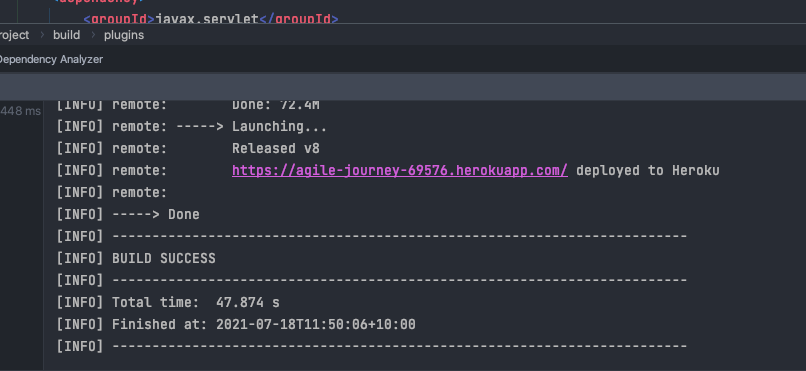 <dependency>
<groupId>javax.servlet</groupId>
roject > build > plugins
Dependency Analyzer
448 ms
[INFO] remote:        Done: 72.4M
[INFO] remote: -----> Launching...
[INFO] remote:        Released v8
[INFO] remote:        https://agile-journey-69576.herokuapp.com/ deployed to Heroku
[INFO] remote:
[INFO] -----> Done
[INFO] ------------------------------------------------------------------------
[INFO] BUILD SUCCESS
[INFO] ------------------------------------------------------------------------
[INFO] Total time:  47.874 s
[INFO] Finished at: 2021-07-18T11:50:06+10:00
[INFO] ------------------------------------------------------------------------